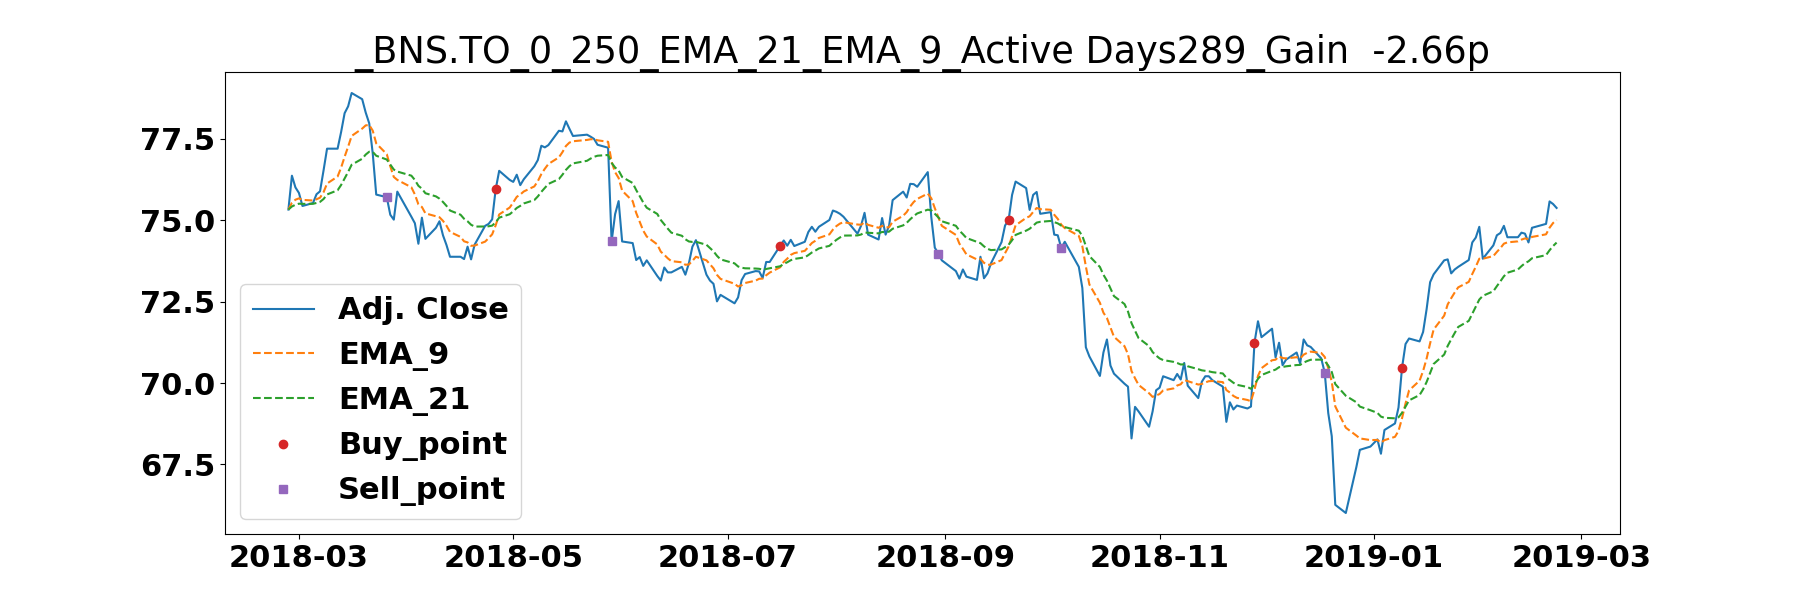 _BNS.TO_0_250_EMA_21_EMA_9_Active Days289_Gain  -2.66p
77.5
75.0
72.5
70.0
67.5
Adj. Close
EMA_9
EMA_21
Buy_point
Sell_point
2018-03 2018-05 2018-07 2018-09 2018-11 2019-01 2019-03